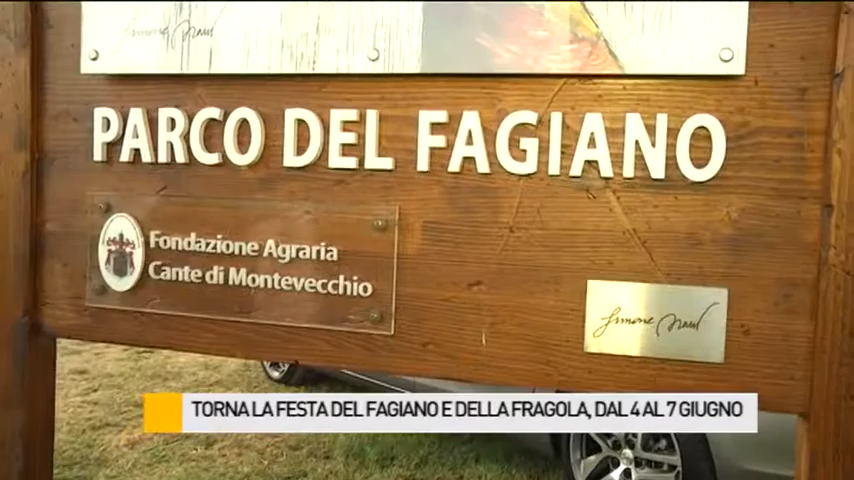 PARCO DEL FAGIANO
Fondazione Agraria
Cante di Montevecchio
TORNA LA FESTA DEL FAGIANO E DELLA FRAGOLA, DAL 4 AL 7 GIUGNO